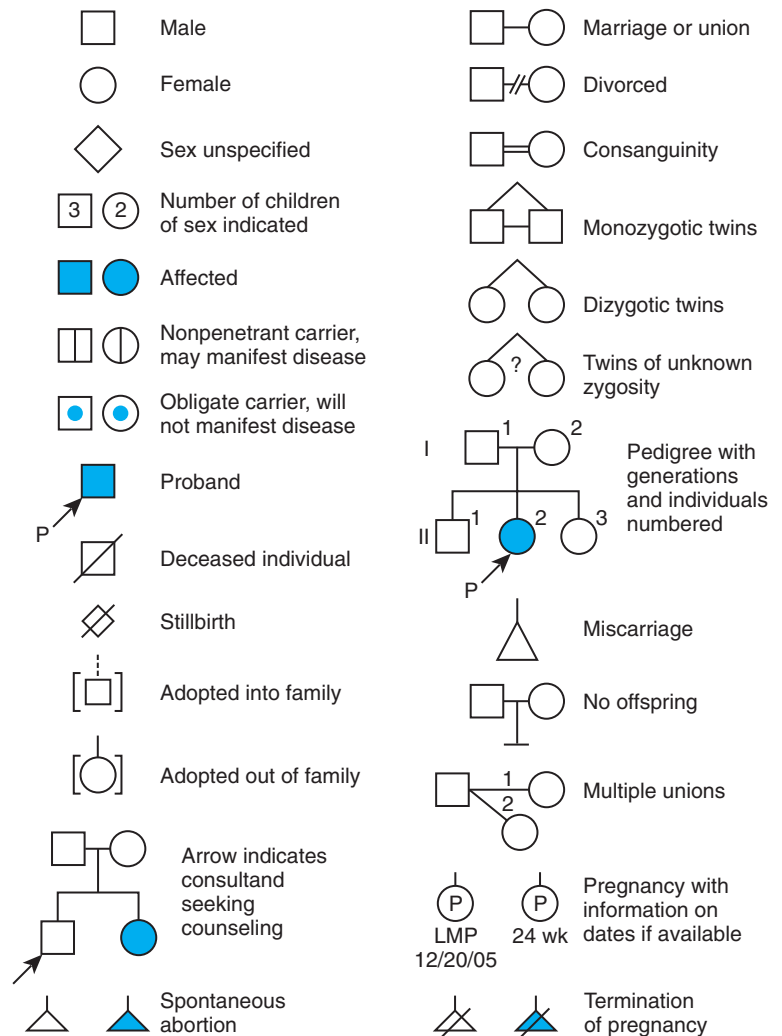 Male
Female
Sex unspecified
3 2 Number of children
of sex indicated
Affected
Nonpenetrant carrier,
may manifest disease
Obligate carrier, will
not manifest disease
Proband
P
Deceased individual
Stillbirth
Adopted into family
Adopted out of family
Arrow indicates
consultand
seeking
counseling
Spontaneous
abortion
Marriage or union
Divorced
Consanguinity
Monozygotic twins
Dizygotic twins
? Twins of unknown
zygosity
I 1 2
II 1 2 3
P
Pedigree with
generations
and individuals
numbered
Miscarriage
No offspring
1
2
Multiple unions
P P
LMP 24 wk
12/20/05
Pregnancy with
information on
dates if available
Termination
of pregnancy